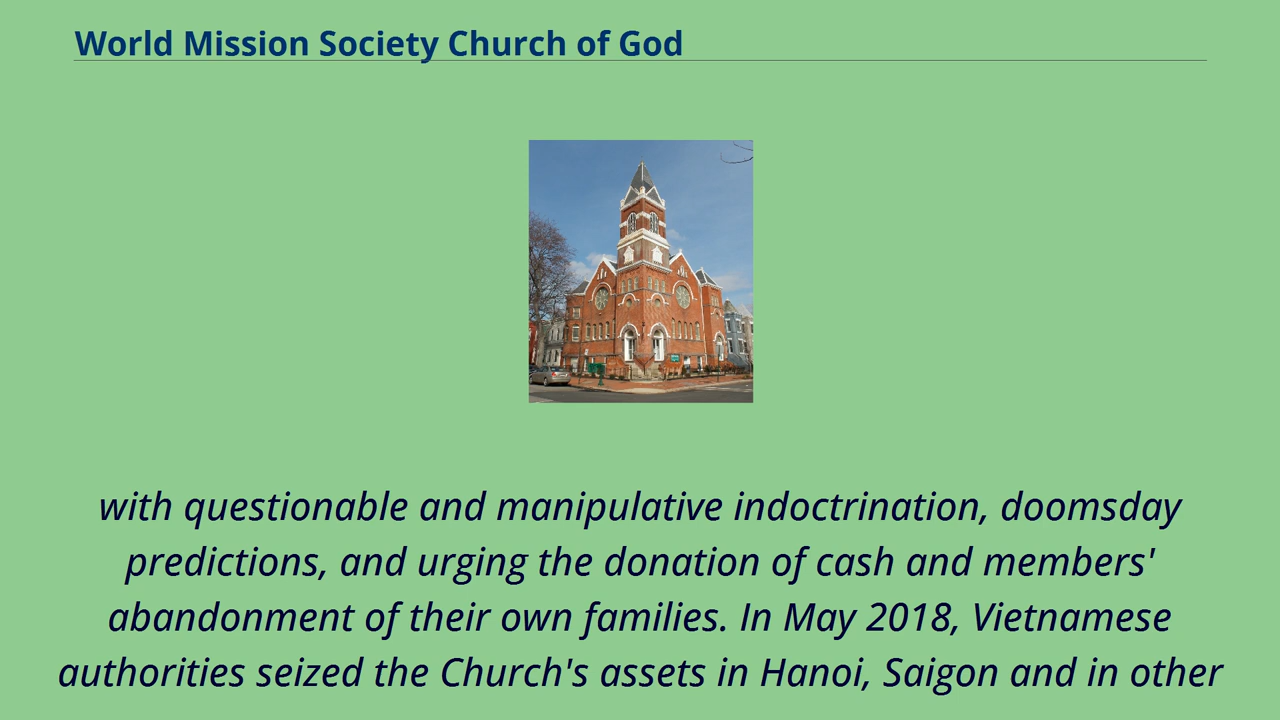 World Mission Society Church of God
with questionable and manipulative indoctrination, doomsday
predictions, and urging the donation of cash and members'
abandonment of their own families. In May 2018, Vietnamese
authorities seized the Church's assets in Hanoi, Saigon and in other